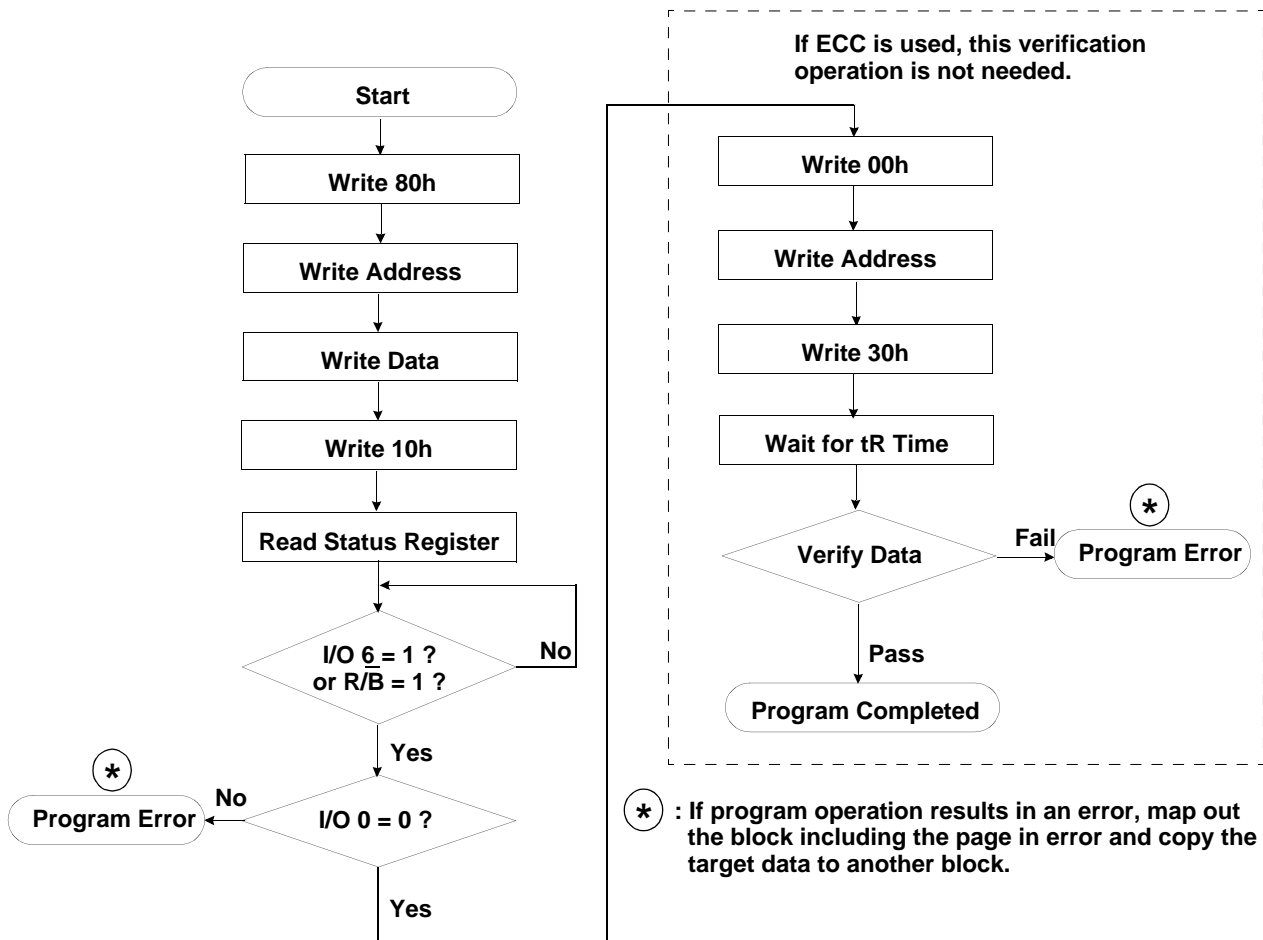 Start
Write 80h
Write Address
Write Data
Write 10h
Read Status Register
I/O 6 = 1 ?
or R/B̅ = 1 ?
No
Yes
*
No
Program Error
I/O 0 = 0 ?
Yes
If ECC is used, this verification
operation is not needed.
Write 00h
Write Address
Write 30h
Wait for tR Time
Verify Data
Fail
*
Program Error
Pass
Program Completed
* : If program operation results in an error, map out
the block including the page in error and copy the
target data to another block.